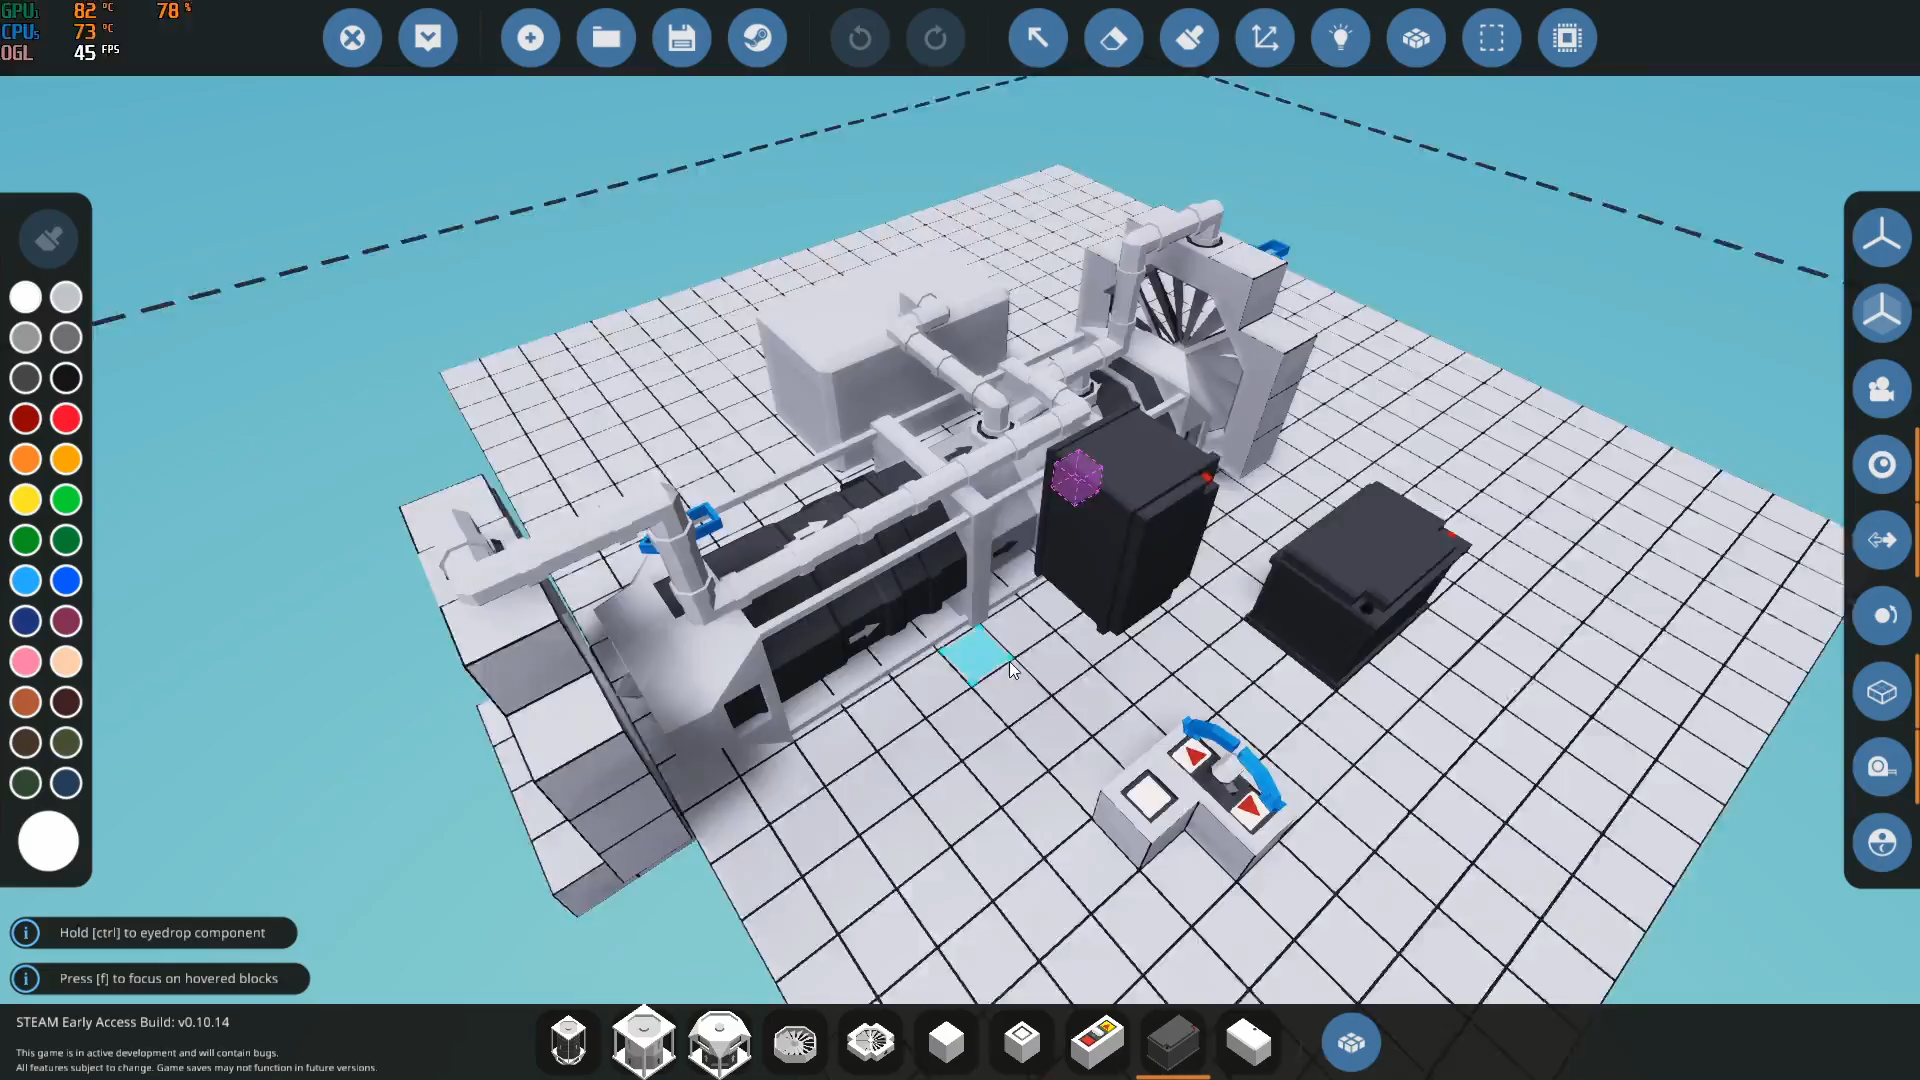 GPU₁ 82 °C 78 %
CPU₅ 73 °C
OGL 45 FPS
Hold [ctrl] to eyedrop component
Press [f] to focus on hovered blocks
STEAM Early Access Build: v0.10.14
This game is in active development and will contain bugs.
All features subject to change. Game saves may not function in future versions.